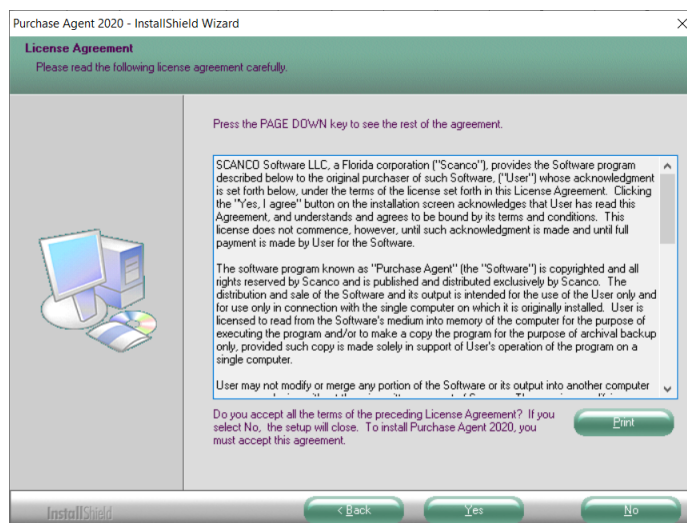 Purchase Agent 2020 - InstallShield Wizard
License Agreement
Please read the following license agreement carefully.
Press the PAGE DOWN key to see the rest of the agreement.
SCANCO Software LLC, a Florida corporation ("Scanco"), provides the Software program
described below to the original purchaser of such Software, ("User") whose acknowledgment
is set forth below, under the terms of the license set forth in this License Agreement.  Clicking
the "Yes, I agree" button on the installation screen acknowledges that User has read this
Agreement, and understands and agrees to be bound by its terms and conditions.  This
license does not commence, however, until such acknowledgment is made and until full
payment is made by User for the Software.
The software program known as "Purchase Agent" (the "Software") is copyrighted and all
rights reserved by Scanco and is published and distributed exclusively by Scanco.  The
distribution and sale of the Software and its output is intended for the use of the User only and
for use only in connection with the single computer on which it is originally installed.  User is
licensed to read from the Software's medium into memory of the computer for the purpose of
executing the program and/or to make a copy the program for the purpose of archival backup
only, provided such copy is made solely in support of User's operation of the program on a
single computer.
User may not modify or merge any portion of the Software or its output into another computer
Do you accept all the terms of the preceding License Agreement?  If you
select No,  the setup will close.  To install Purchase Agent 2020, you
must accept this agreement.
Print
InstallShield
< Back
Yes
No